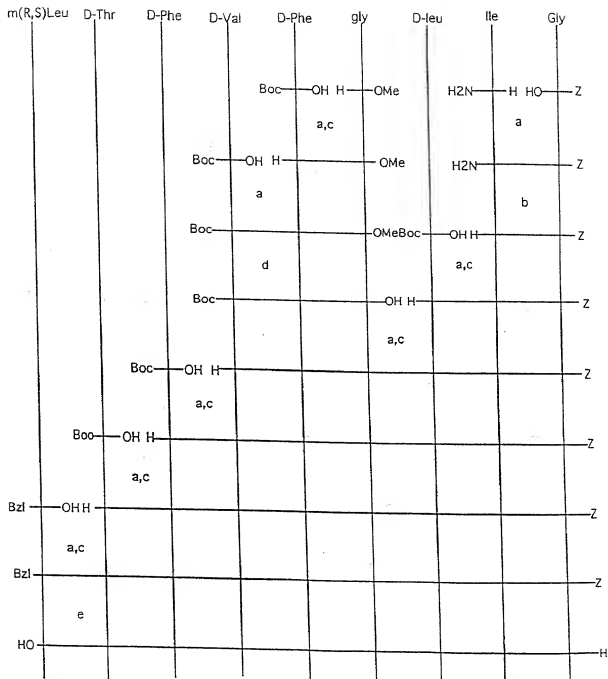 m(R,S)Leu D-Thr D-Phe D-Val D-Phe gly D-leu Ile Gly
Boc OH H OMe H2N H HO Z
a,c a
Boc OH H OMe H2N Z
a b
Boc OMeBoc OH H Z
d a,c
Boc OH H Z
a,c
Boc OH H Z
a,c
Boo OH H Z
a,c
Bzl OH H Z
a,c
Bzl Z
e
HO H